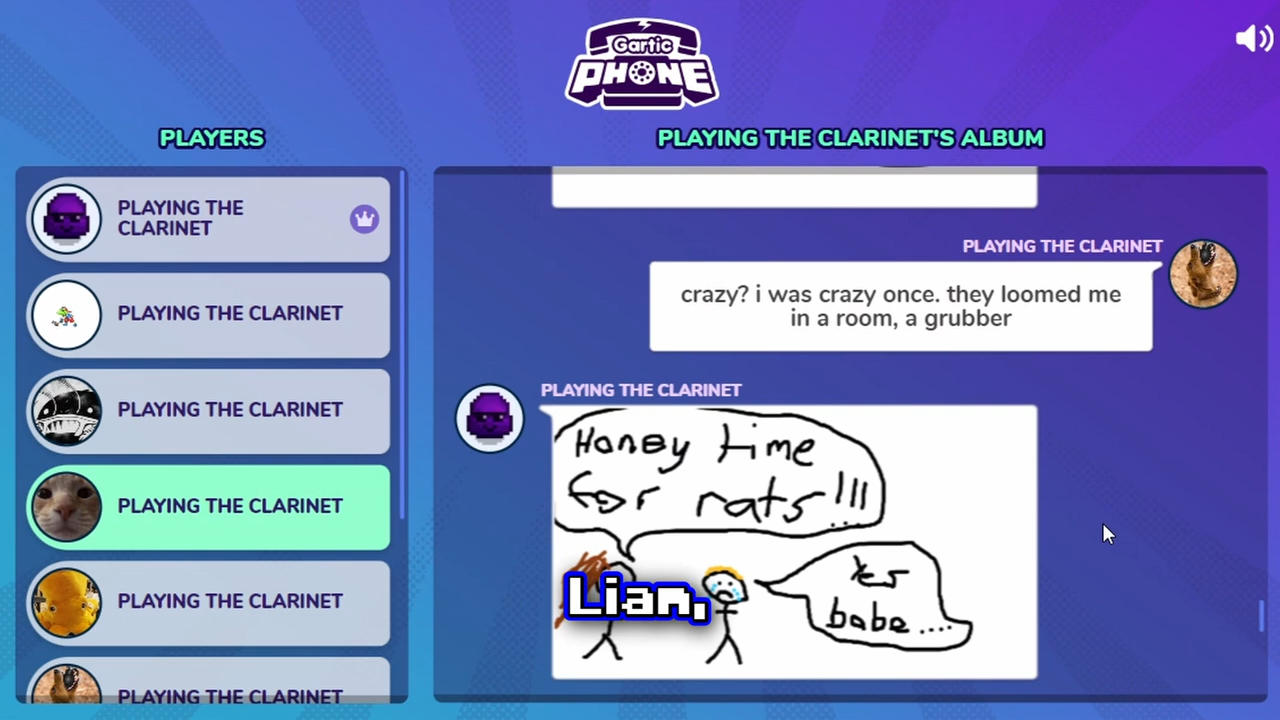 Gartic
PHONE
PLAYERS
PLAYING THE CLARINET'S ALBUM
PLAYING THE
CLARINET
PLAYING THE CLARINET
PLAYING THE CLARINET
PLAYING THE CLARINET
PLAYING THE CLARINET
PLAYING THE CLARINET
PLAYING THE CLARINET
crazy? i was crazy once. they loomed me
in a room, a grubber
PLAYING THE CLARINET
Honey time
for rats!!!
Lian,
Yes
babe....